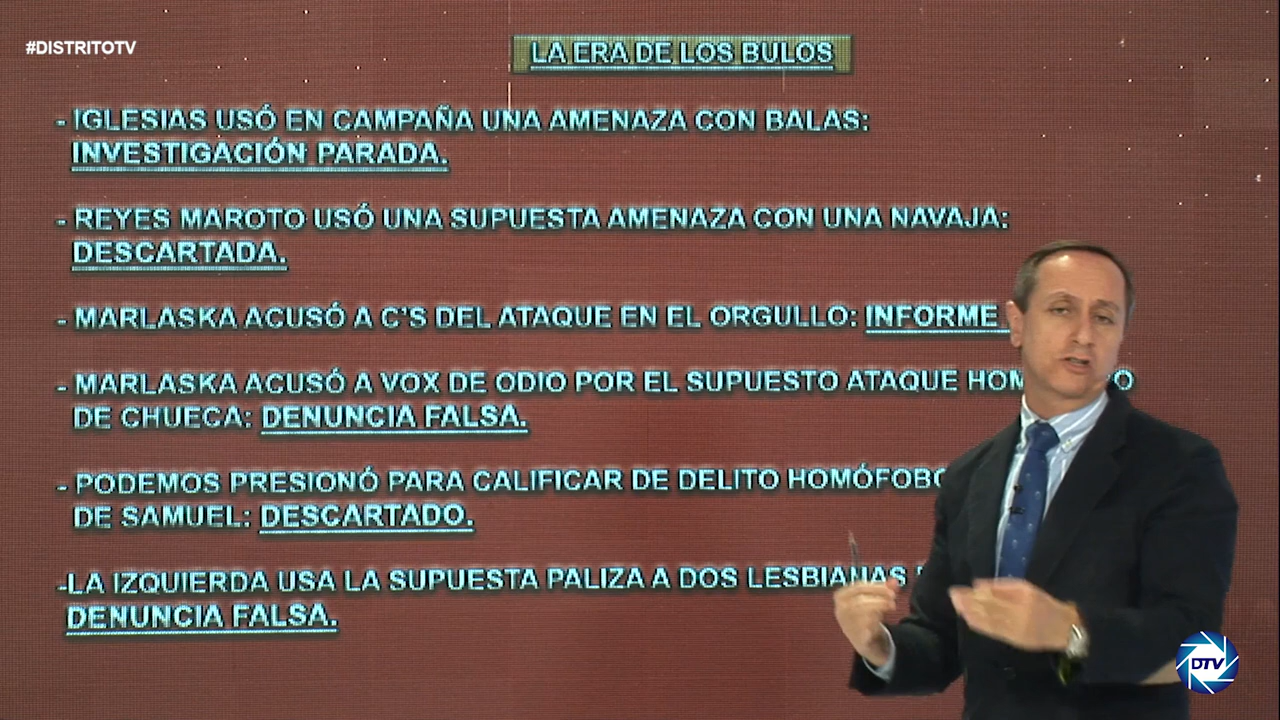 #DISTRITOTV
LA ERA DE LOS BULOS
- IGLESIAS USÓ EN CAMPAÑA UNA AMENAZA CON BALAS:
INVESTIGACIÓN PARADA.
- REYES MAROTO USÓ UNA SUPUESTA AMENAZA CON UNA NAVAJA:
DESCARTADA.
- MARLASKA ACUSÓ A C'S DEL ATAQUE EN EL ORGULLO: INFORME
- MARLASKA ACUSÓ A VOX DE ODIO POR EL SUPUESTO ATAQUE
DE CHUECA: DENUNCIA FALSA.
- PODEMOS PRESIONÓ PARA CALIFICAR DE DELITO HOMÓFOBO
DE SAMUEL: DESCARTADO.
-LA IZQUIERDA USA LA SUPUESTA PALIZA A DOS LESBIANAS
DENUNCIA FALSA.
DTV